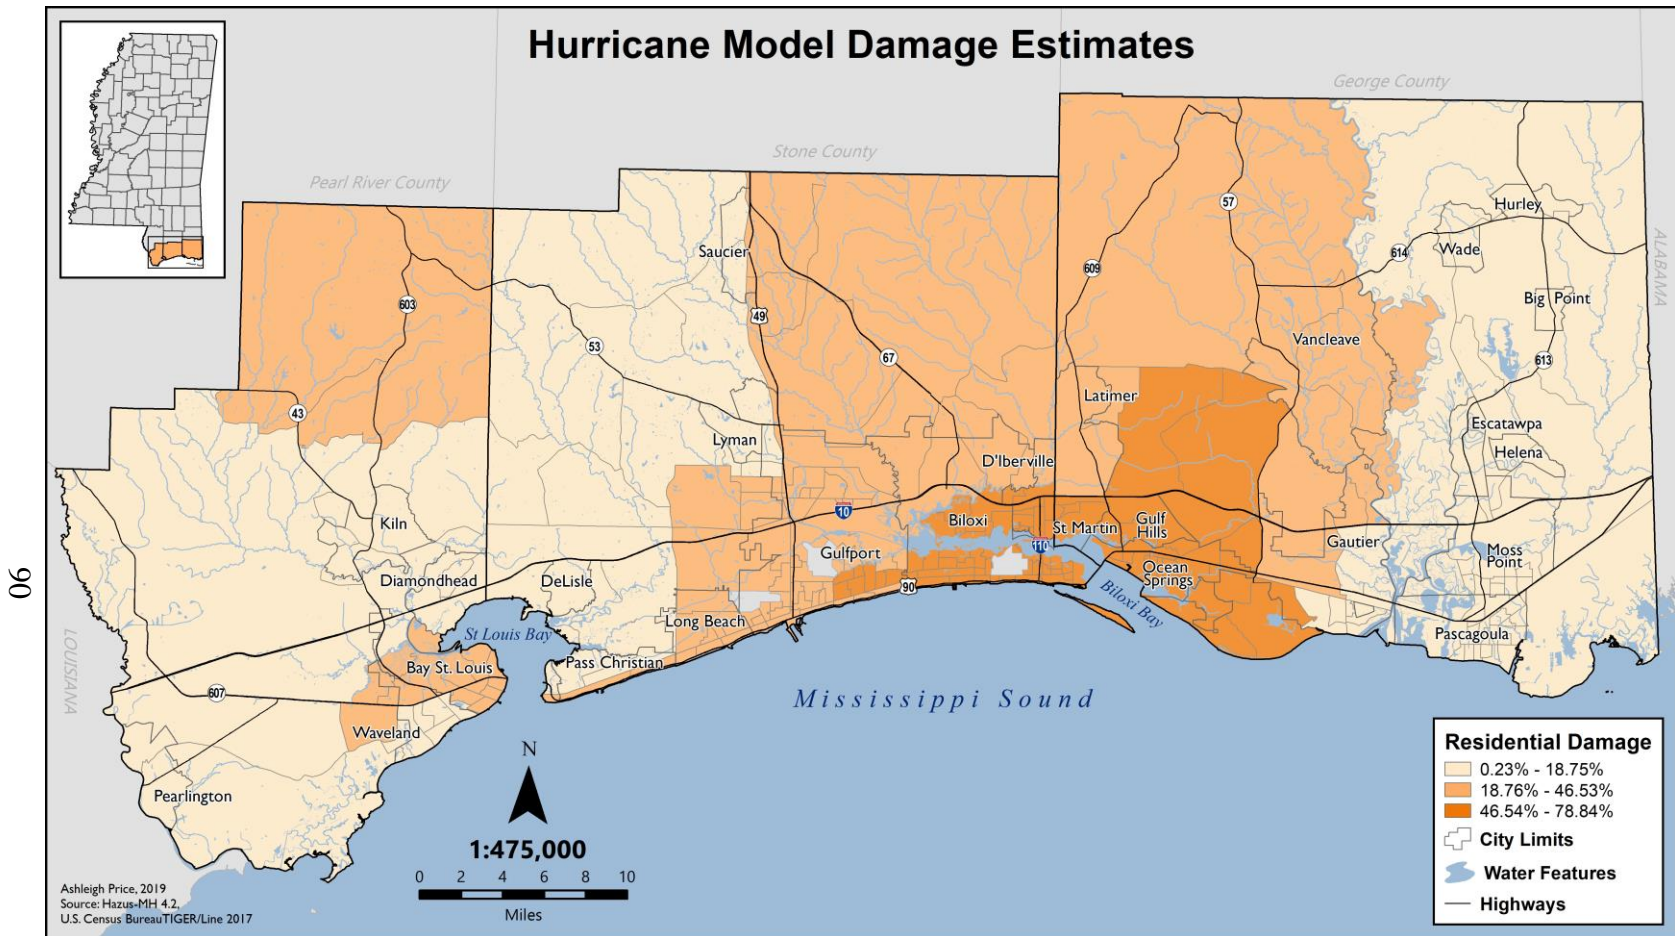 Hurricane Model Damage Estimates
George County
Stone County
Pearl River County
57
Hurley
ALABAMA
Saucier
614
Wade
609
603
Big Point
49
53
Vancleave
67
613
43
Latimer
Escatawpa
Lyman
D'Iberville
Helena
10
Biloxi
St Martin
Gulf
Hills
Kiln
110
Gautier
Gulfport
Moss
Point
Diamondhead
DeLisle
90
Ocean
Springs
90
Biloxi Bay
Long Beach
St Louis Bay
Pascagoula
LOUISIANA
Bay St. Louis
Pass Christian
607
Mississippi Sound
Waveland
N
Pearlington
1:475,000
0 2 4 6 8 10
Miles
Residential Damage
0.23% - 18.75%
18.76% - 46.53%
46.54% - 78.84%
City Limits
Water Features
Highways
Ashleigh Price, 2019
Source: Hazus-MH 4.2,
U.S. Census BureauTIGER/Line 2017